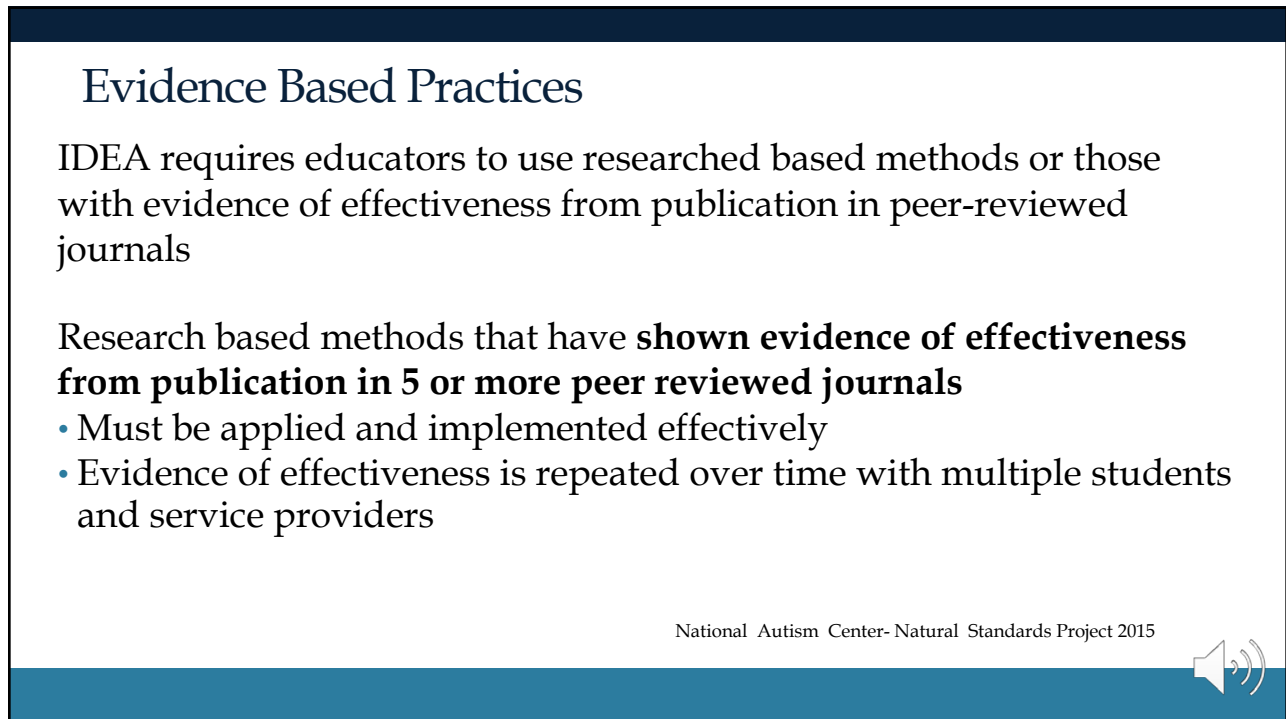 Evidence Based Practices
IDEA requires educators to use researched based methods or those
with evidence of effectiveness from publication in peer-reviewed
journals
Research based methods that have shown evidence of effectiveness
from publication in 5 or more peer reviewed journals
• Must be applied and implemented effectively
• Evidence of effectiveness is repeated over time with multiple students
and service providers
National Autism Center- Natural Standards Project 2015